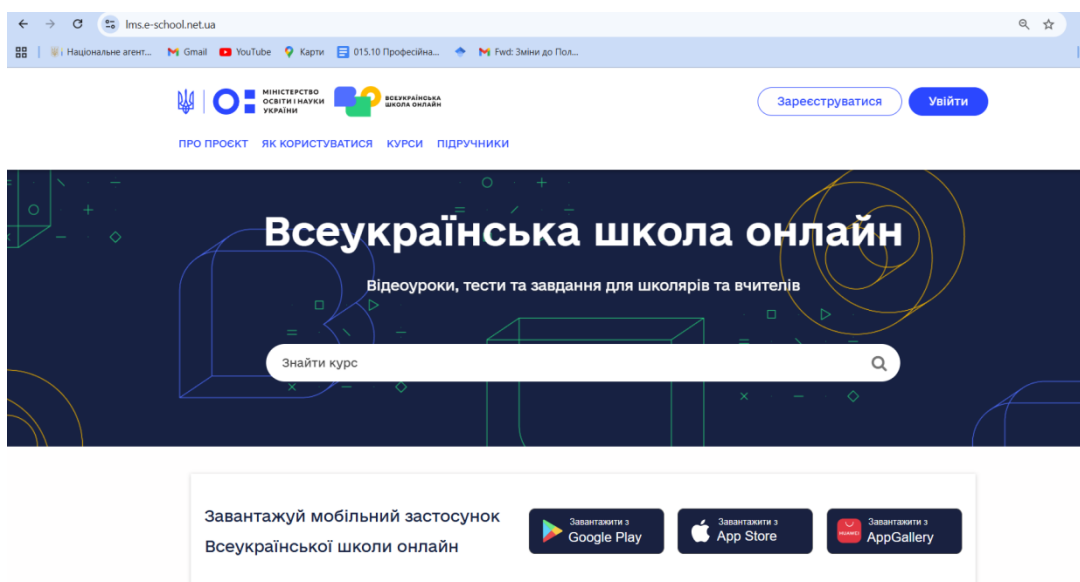 lms.e-school.net.ua
Національне агент...
Gmail
YouTube
Карти
015.10 Професійна...
Fwd: Зміни до Пол...
МІНІСТЕРСТВО
ОСВІТИ І НАУКИ
УКРАЇНИ
ВСЕУКРАЇНСЬКА
ШКОЛА ОНЛАЙН
Зареєструватися
Увійти
ПРО ПРОЄКТ ЯК КОРИСТУВАТИСЯ КУРСИ ПІДРУЧНИКИ
Всеукраїнська школа онлайн
Відеоуроки, тести та завдання для школярів та вчителів
Знайти курс
Завантажуй мобільний застосунок
Всеукраїнської школи онлайн
Завантажити з
Google Play
Завантажити з
App Store
HUAWEI
Завантажити з
AppGallery